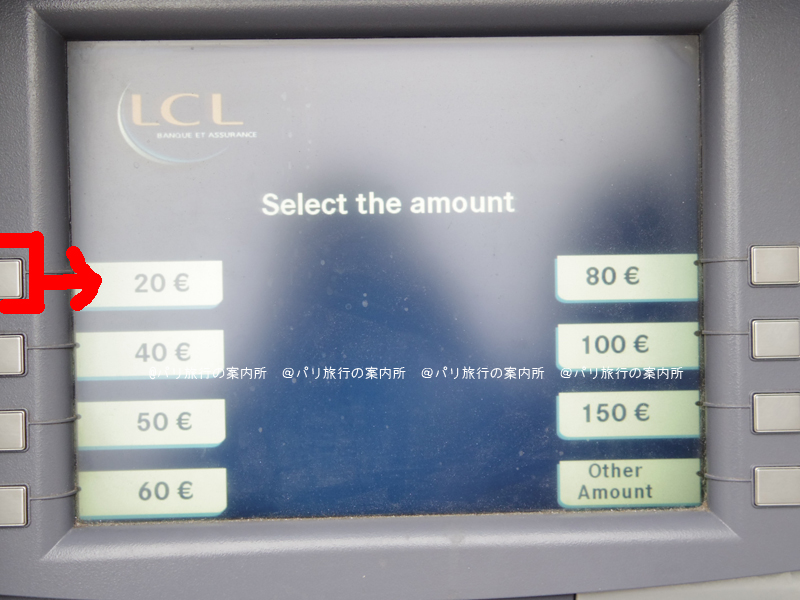 LCL
BANQUE ET ASSURANCE
Select the amount
20 €
80 €
40 €
100 €
@パリ旅行の案内所 @パリ旅行の案内所 @パリ旅行の案内所 @パリ旅行の案内所
50 €
150 €
60 €
Other
Amount